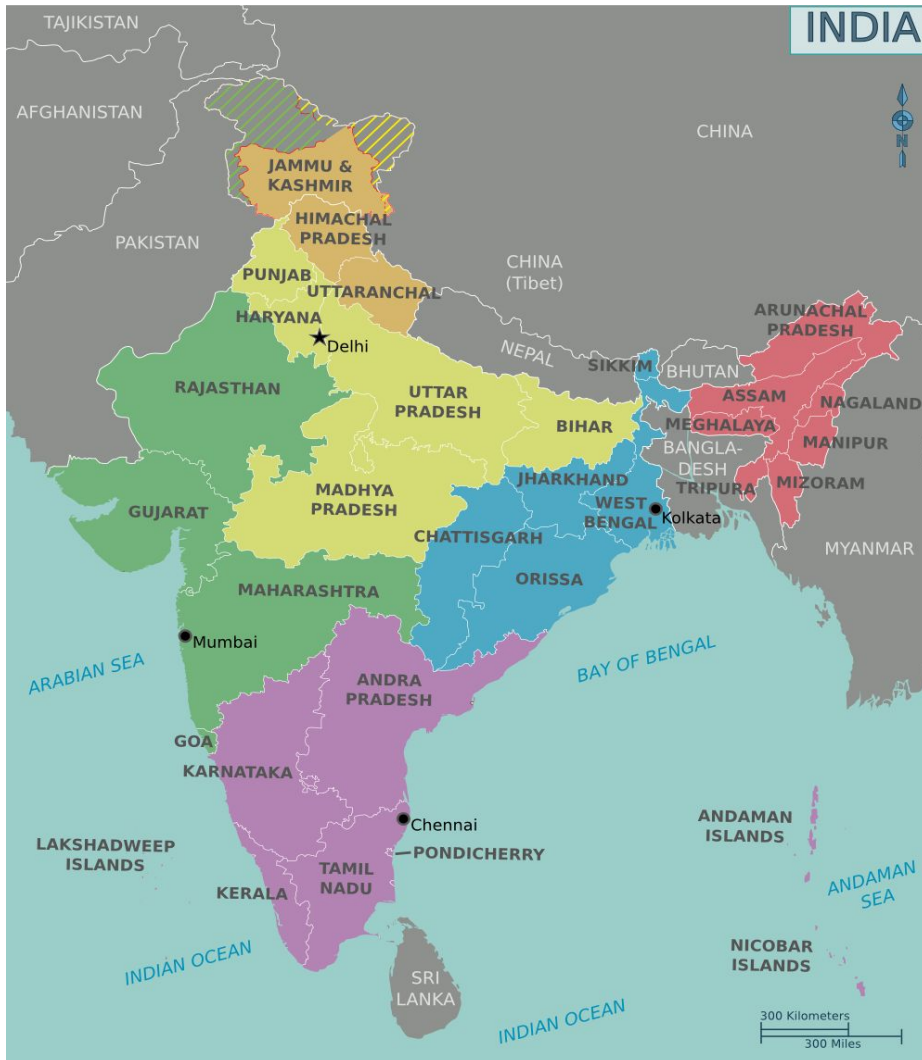 INDIA
TAJIKISTAN
AFGHANISTAN
CHINA
N
JAMMU &
KASHMIR
HIMACHAL
PRADESH
PAKISTAN
CHINA
(Tibet)
PUNJAB
UTTARANCHAL
HARYANA
Delhi
ARUNACHAL
PRADESH
NEPAL
SIKKIM
BHUTAN
RAJASTHAN
UTTAR
PRADESH
ASSAM
NAGALAND
BIHAR
MEGHALAYA
MANIPUR
BANGLA-
DESH
JHARKHAND
TRIPURA
MIZORAM
MADHYA
PRADESH
GUJARAT
WEST
BENGAL
Kolkata
CHATTISGARH
MYANMAR
ORISSA
MAHARASHTRA
Mumbai
ARABIAN SEA
BAY OF BENGAL
ANDRA
PRADESH
GOA
KARNATAKA
Chennai
ANDAMAN
ISLANDS
LAKSHADWEEP
ISLANDS
PONDICHERRY
TAMIL
NADU
KERALA
ANDAMAN
SEA
NICOBAR
ISLANDS
INDIAN OCEAN
SRI
LANKA
INDIAN OCEAN
300 Kilometers
300 Miles